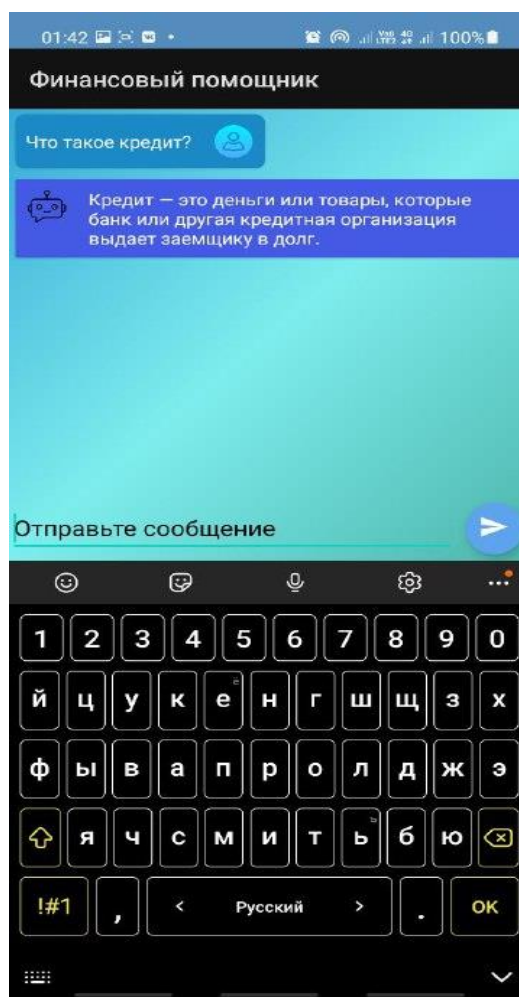 01:42
100%
Финансовый помощник
Что такое кредит?
Кредит — это деньги или товары, которые
банк или другая кредитная организация
выдает заемщику в долг.
Отправьте сообщение
1 2 3 4 5 6 7 8 9 0
й ц у к е н г ш щ з х
ф ы в а п р о л д ж э
я ч с м и т ь б ю
!#1 , < Русский > . ОК